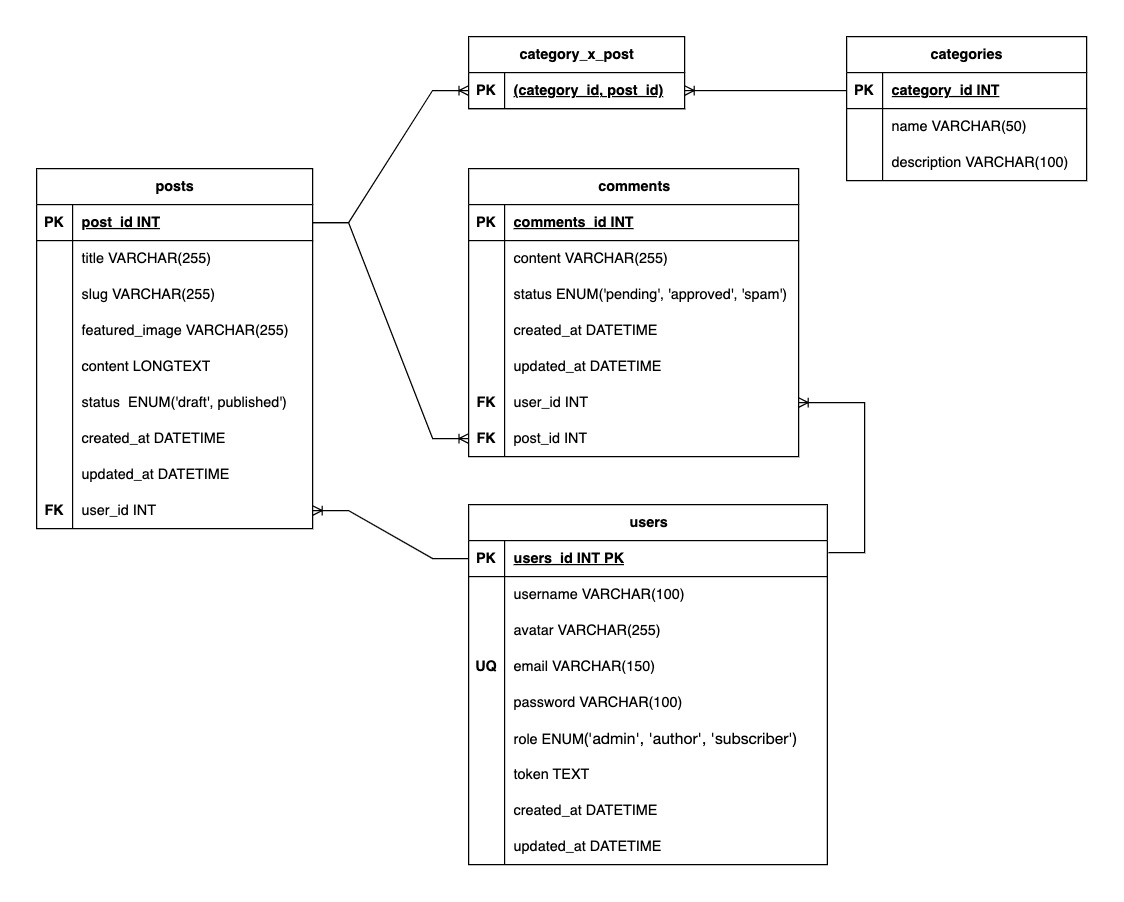 category_x_post
PK (category_id, post_id)
categories
PK category_id INT
name VARCHAR(50)
description VARCHAR(100)
posts
PK post_id INT
title VARCHAR(255)
slug VARCHAR(255)
featured_image VARCHAR(255)
content LONGTEXT
status ENUM('draft', published')
created_at DATETIME
updated_at DATETIME
FK user_id INT
comments
PK comments_id INT
content VARCHAR(255)
status ENUM('pending', 'approved', 'spam')
created_at DATETIME
updated_at DATETIME
FK user_id INT
FK post_id INT
users
PK users_id INT PK
username VARCHAR(100)
avatar VARCHAR(255)
UQ email VARCHAR(150)
password VARCHAR(100)
role ENUM('admin', 'author', 'subscriber')
token TEXT
created_at DATETIME
updated_at DATETIME